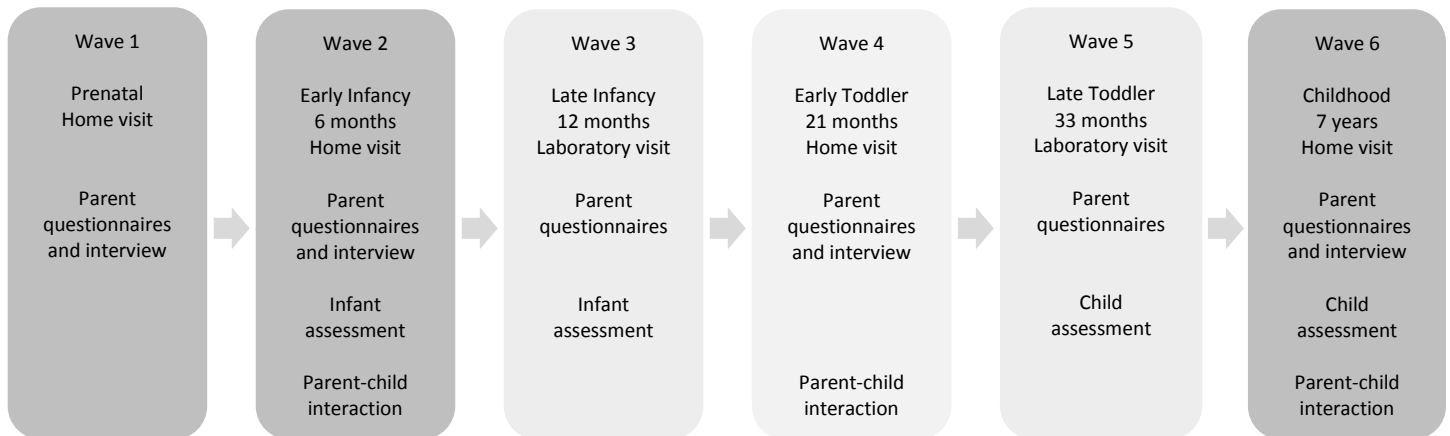 Wave 1
Prenatal
Home visit
Parent
questionnaires
and interview
Wave 2
Early Infancy
6 months
Home visit
Parent
questionnaires
and interview
Infant
assessment
Parent-child
interaction
Wave 3
Late Infancy
12 months
Laboratory visit
Parent
questionnaires
Infant
assessment
Wave 4
Early Toddler
21 months
Home visit
Parent
questionnaires
and interview
Parent-child
interaction
Wave 5
Late Toddler
33 months
Laboratory visit
Parent
questionnaires
Child
assessment
Wave 6
Childhood
7 years
Home visit
Parent
questionnaires
and interview
Child
assessment
Parent-child
interaction